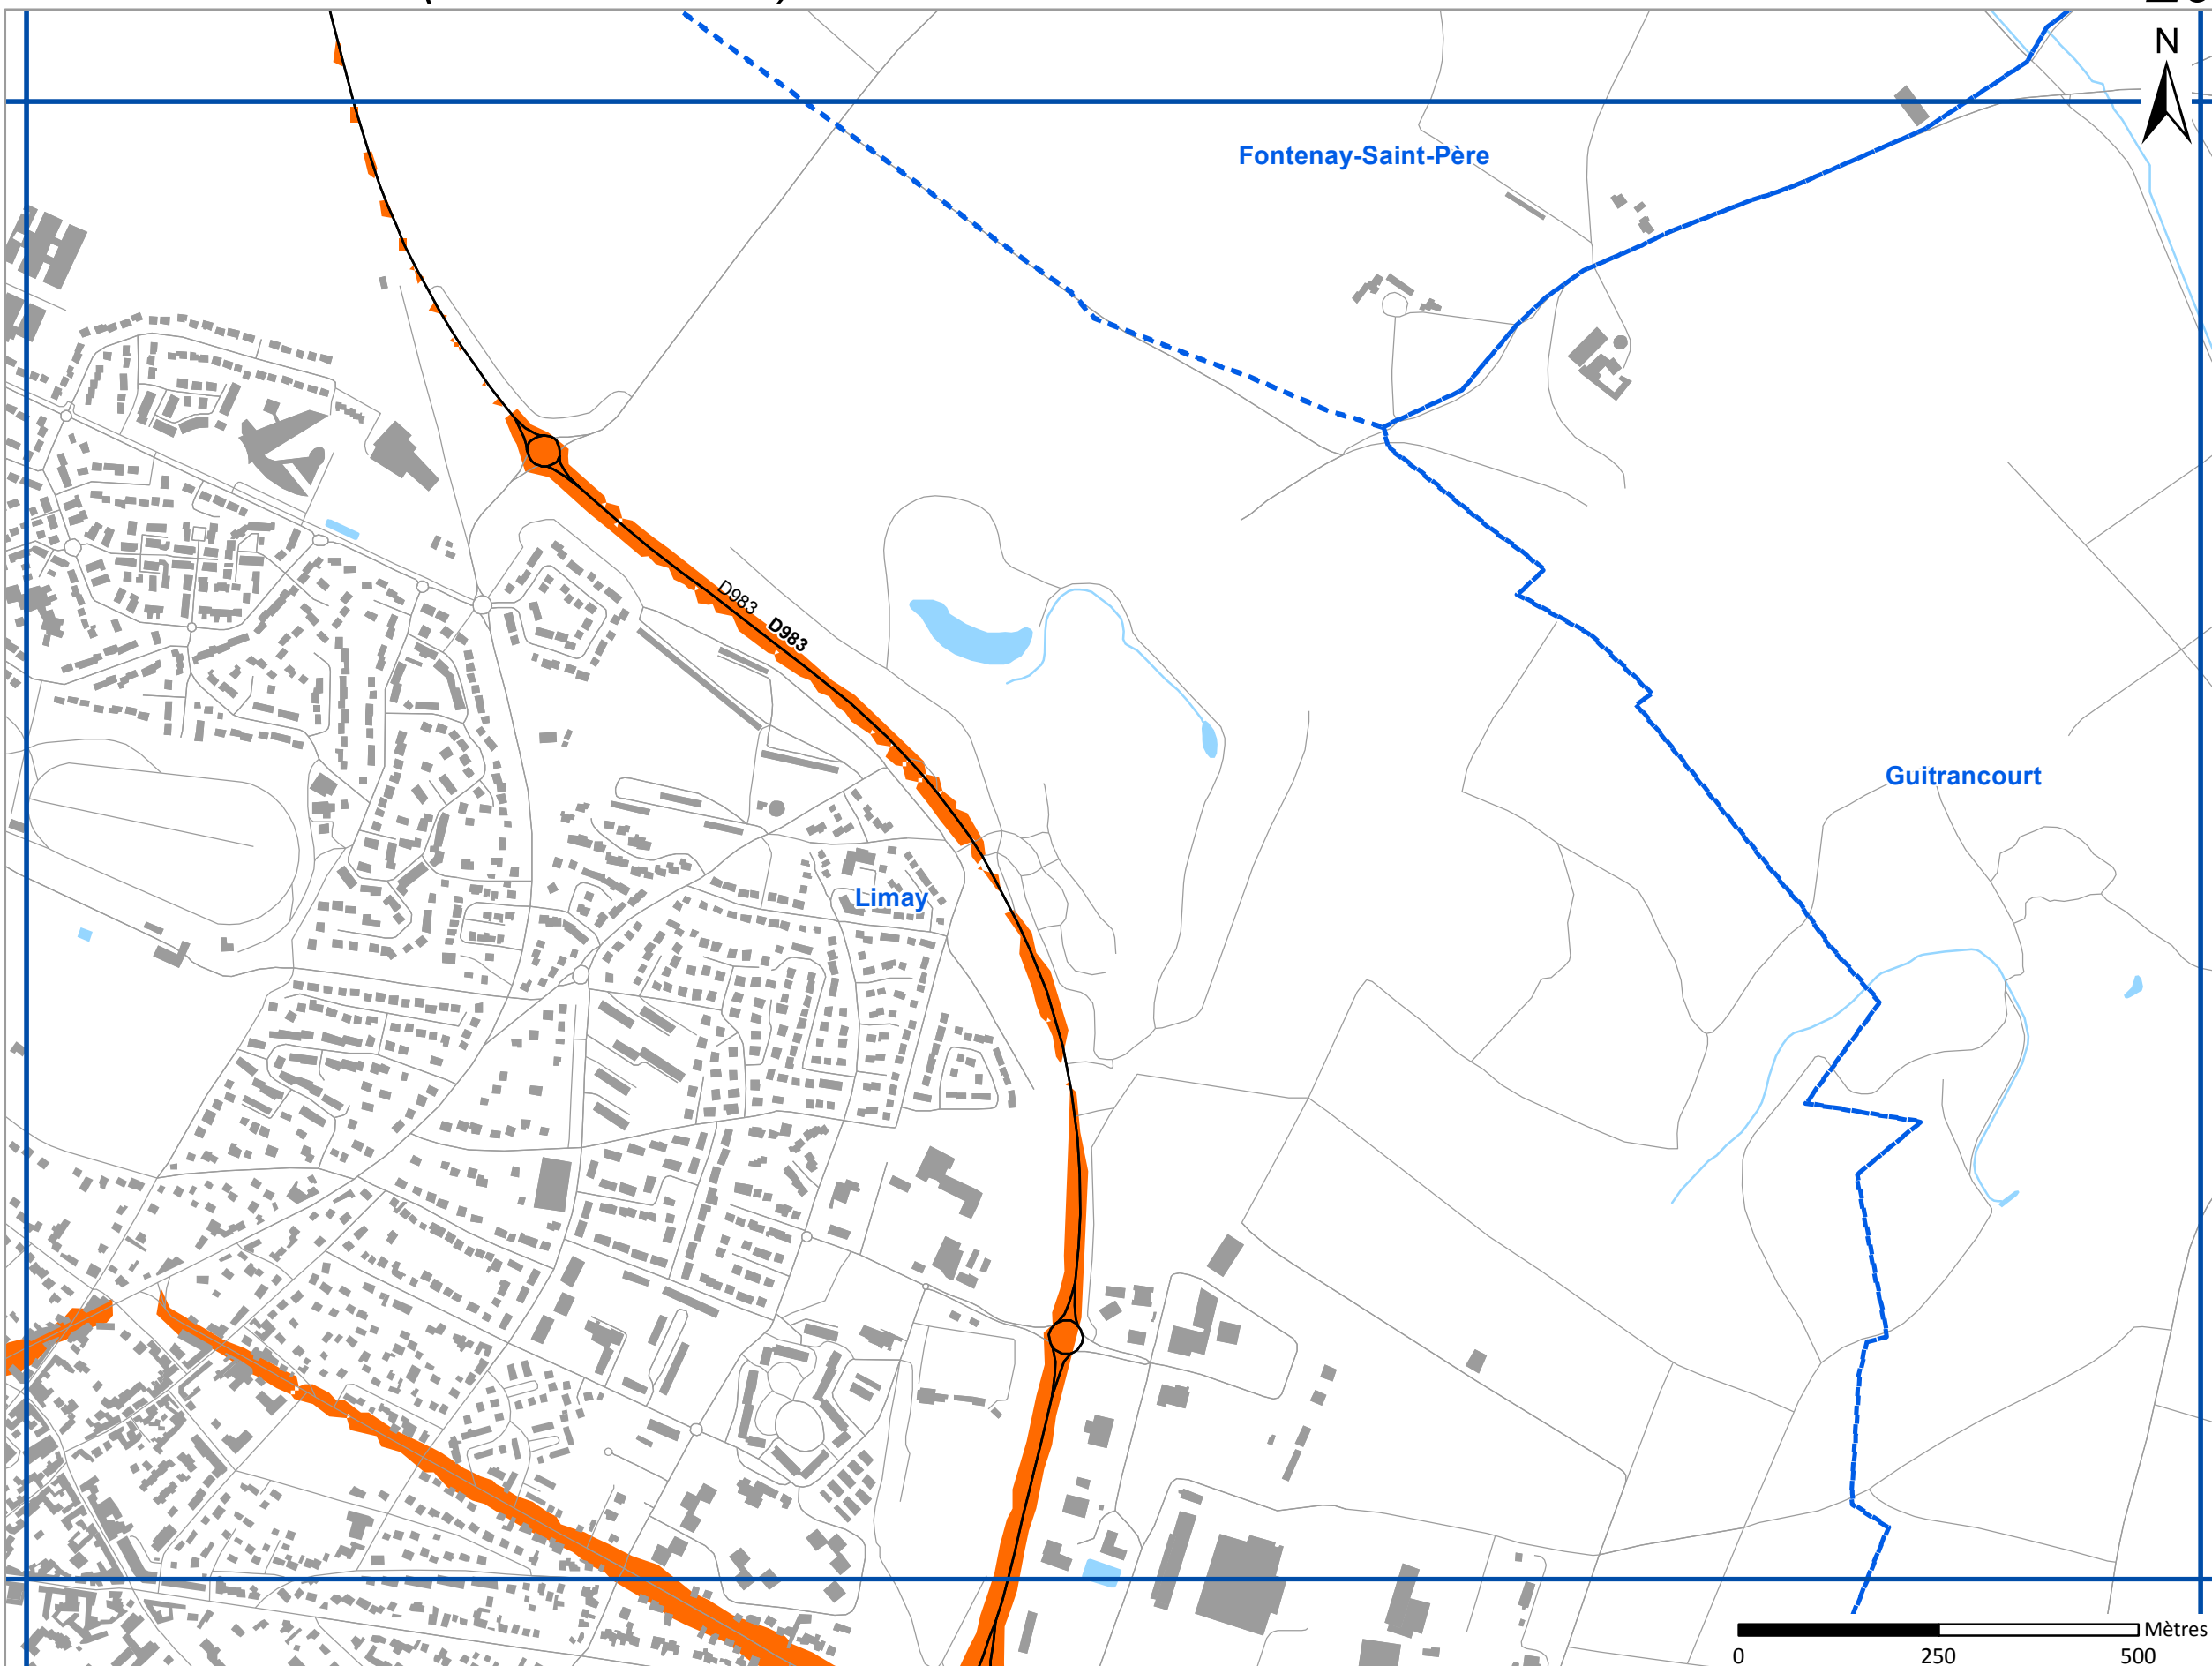 N
Fontenay-Saint-Père
D983
D983
Guitrancourt
Limay
Mètres
0 250 500